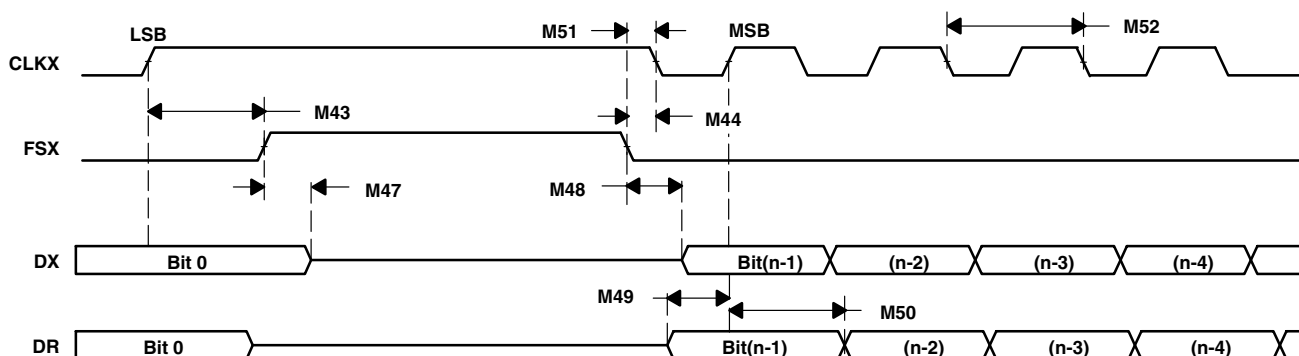 LSB
M51
MSB
M52
CLKX
M43
M44
FSX
M47
M48
DX
Bit 0
Bit(n-1)
(n-2)
(n-3)
(n-4)
M49
M50
DR
Bit 0
Bit(n-1)
(n-2)
(n-3)
(n-4)